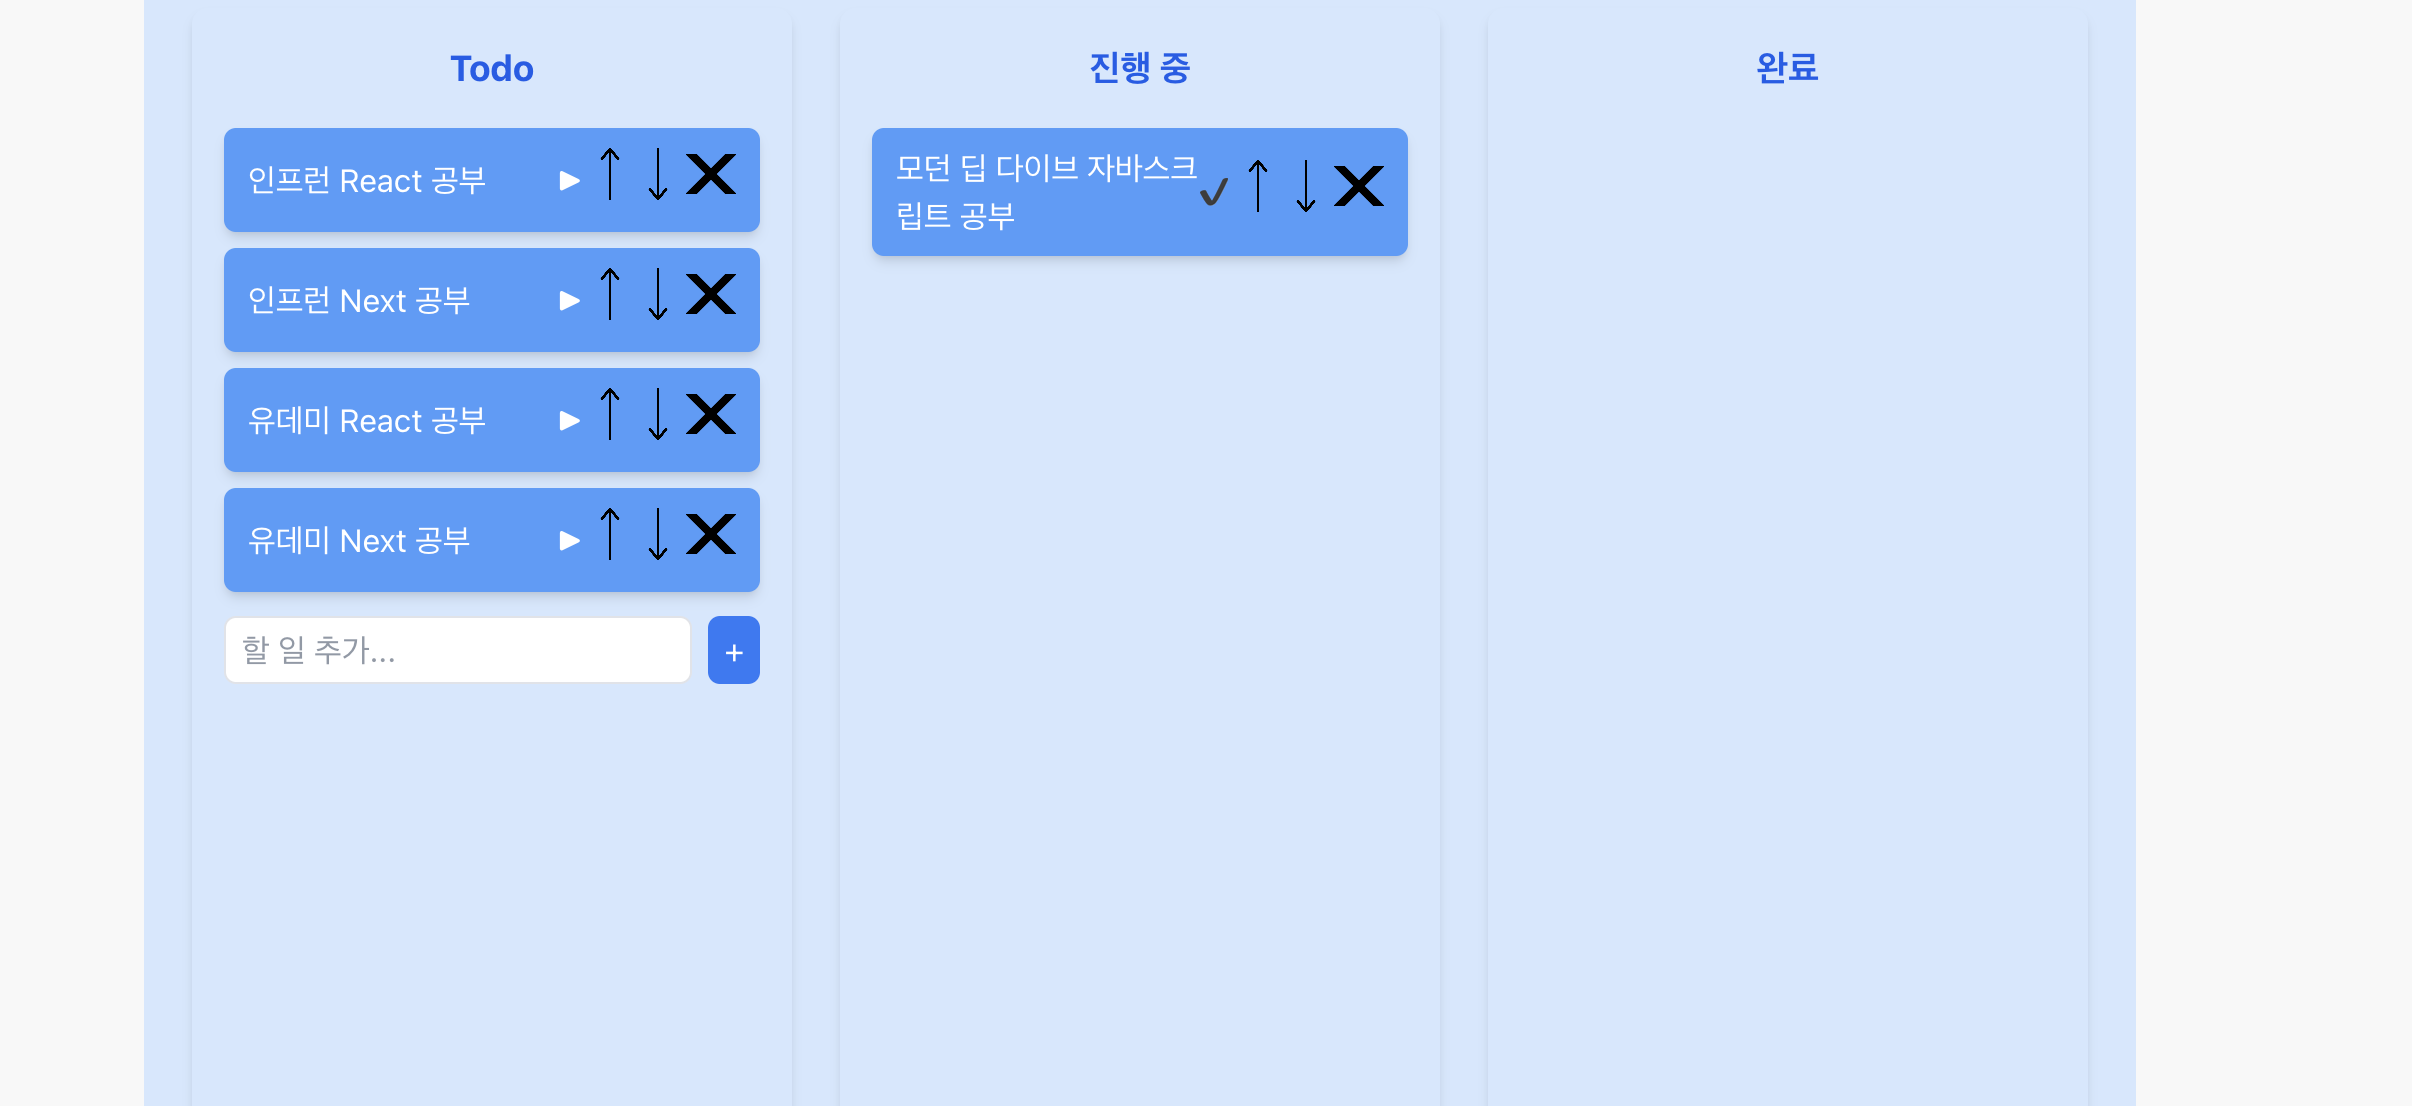 Todo
인프런 React 공부
인프런 Next 공부
유데미 React 공부
유데미 Next 공부
할 일 추가...
+
진행 중
모던 딥 다이브 자바스크
립트 공부
완료